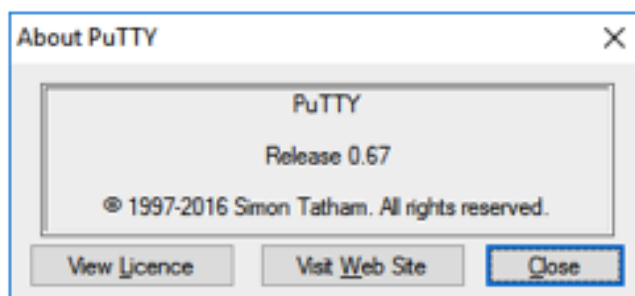 About PuTTY
PuTTY
Release 0.67
© 1997-2016 Simon Tatham. All rights reserved.
View Licence Visit Web Site Close